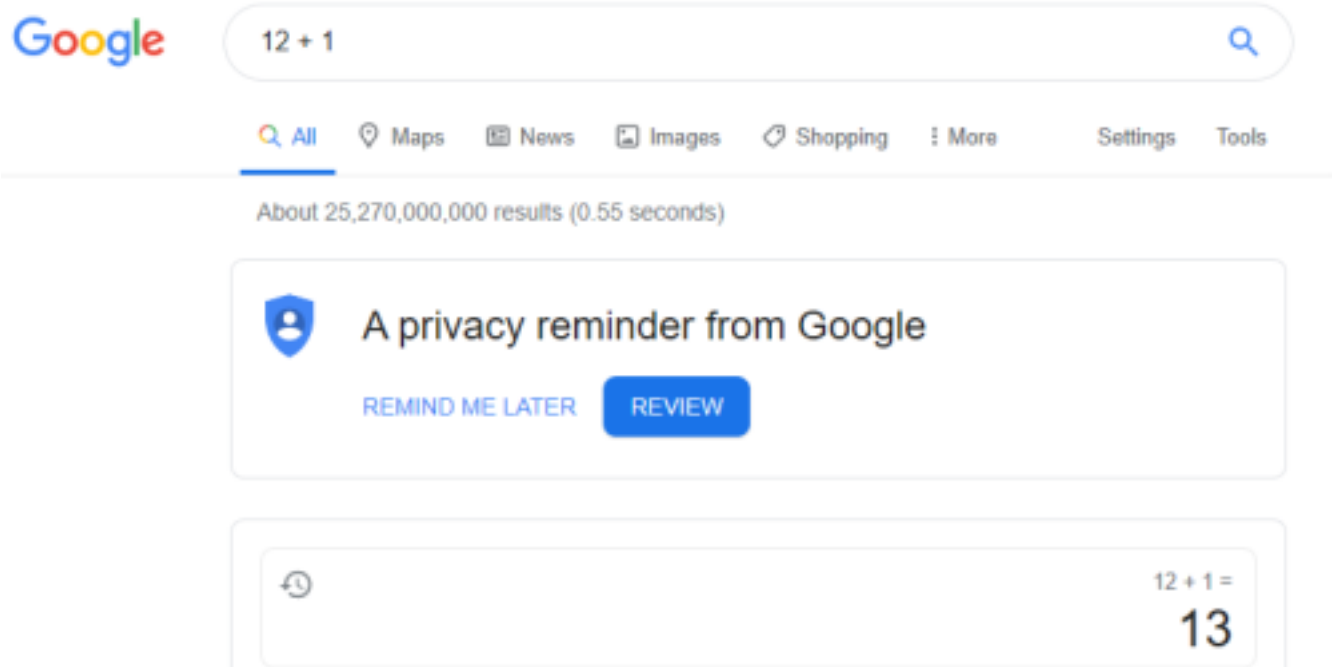 Google 12 + 1
All Maps News Images Shopping More Settings Tools
About 25,270,000,000 results (0.55 seconds)
A privacy reminder from Google
REMIND ME LATER REVIEW
12 + 1 =
13